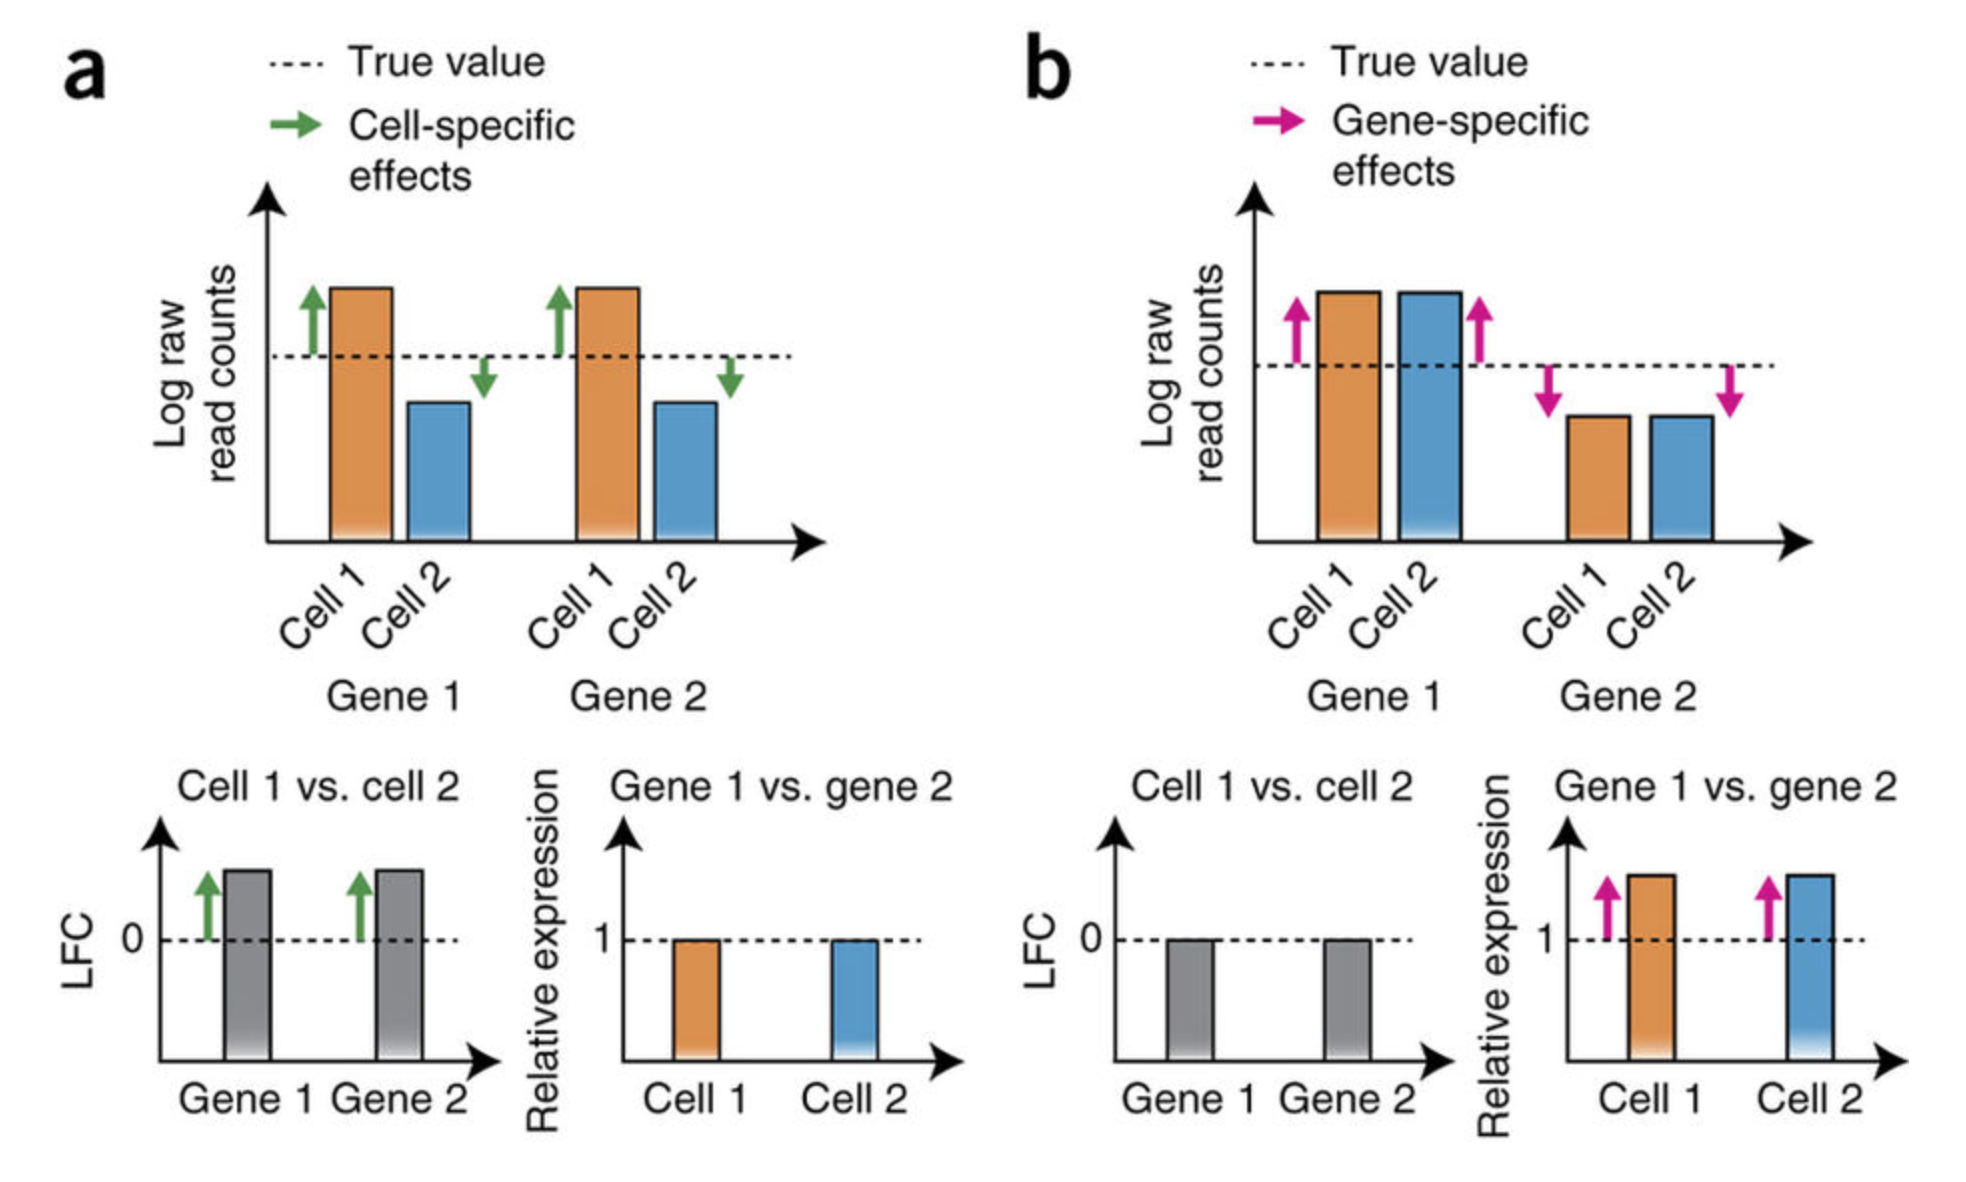 a
True value
Cell-specific
effects
Log raw
read counts
Cell 1
Cell 2
Cell 1
Cell 2
Gene 1
Gene 2
Cell 1 vs. cell 2
LFC
0
Gene 1
Gene 2
Gene 1 vs. gene 2
Relative expression
1
Cell 1
Cell 2
b
True value
Gene-specific
effects
Log raw
read counts
Cell 1
Cell 2
Cell 1
Cell 2
Gene 1
Gene 2
Cell 1 vs. cell 2
LFC
0
Gene 1
Gene 2
Gene 1 vs. gene 2
Relative expression
1
Cell 1
Cell 2